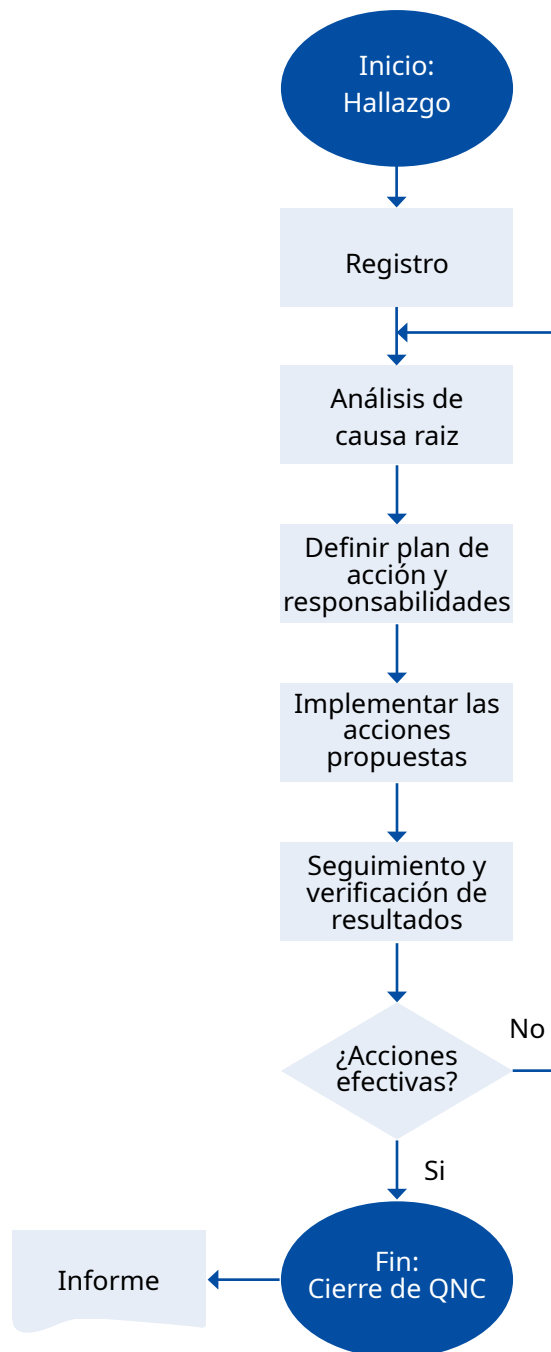 Inicio:
Hallazgo
Registro
Análisis de
causa raiz
Definir plan de
acción y
responsabilidades
Implementar las
acciones
propuestas
Seguimiento y
verificación de
resultados
¿Acciones
efectivas?
No
Si
Fin:
Cierre de QNC
Informe